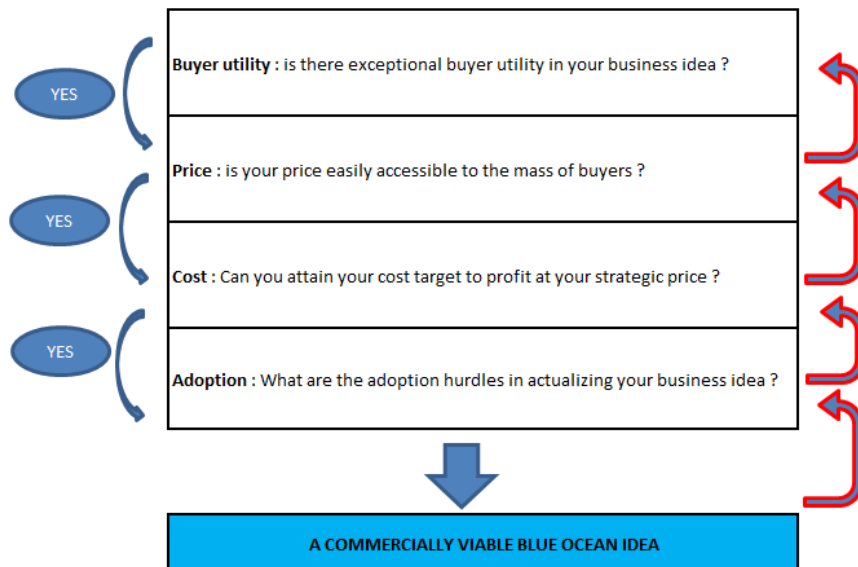 Buyer utility : is there exceptional buyer utility in your business idea ?
YES
Price : is your price easily accessible to the mass of buyers ?
YES
Cost : Can you attain your cost target to profit at your strategic price ?
YES
Adoption : What are the adoption hurdles in actualizing your business idea ?
A COMMERCIALLY VIABLE BLUE OCEAN IDEA